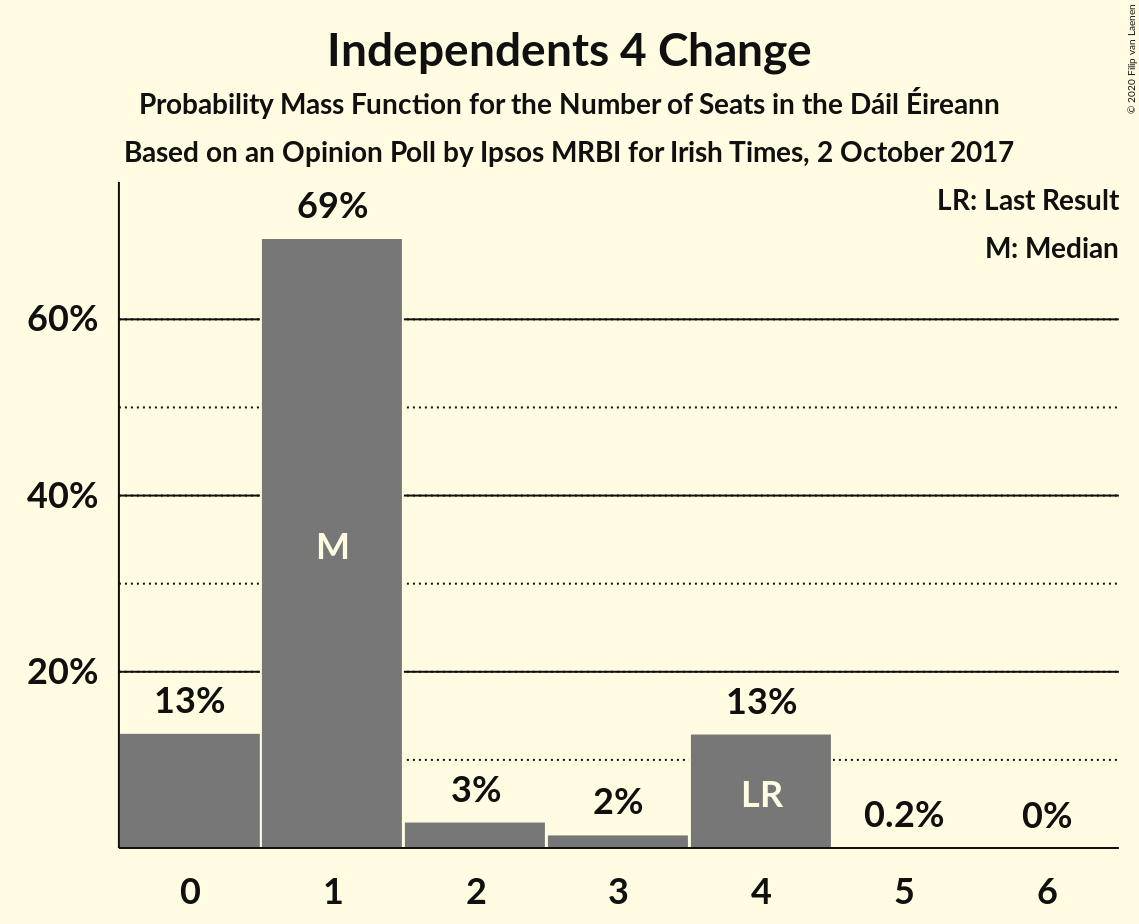 Independents 4 Change
Probability Mass Function for the Number of Seats in the Dáil Éireann
Based on an Opinion Poll by Ipsos MRBI for Irish Times, 2 October 2017
© 2020 Filip van Laenen
LR: Last Result
M: Median
69%
60%
40%
M
20%
13%
13%
3%
2%
LR
0.2%
0%
0 1 2 3 4 5 6